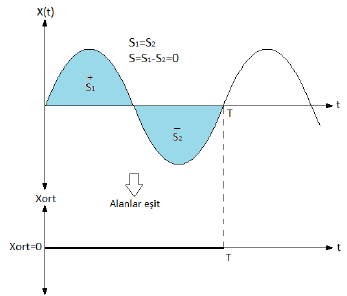 X(t)
S₁=S₂
S=S₁-S₂=0
+
S₁
t
T
−
S₂
Alanlar eşit
Xort
Xort=0
t
T